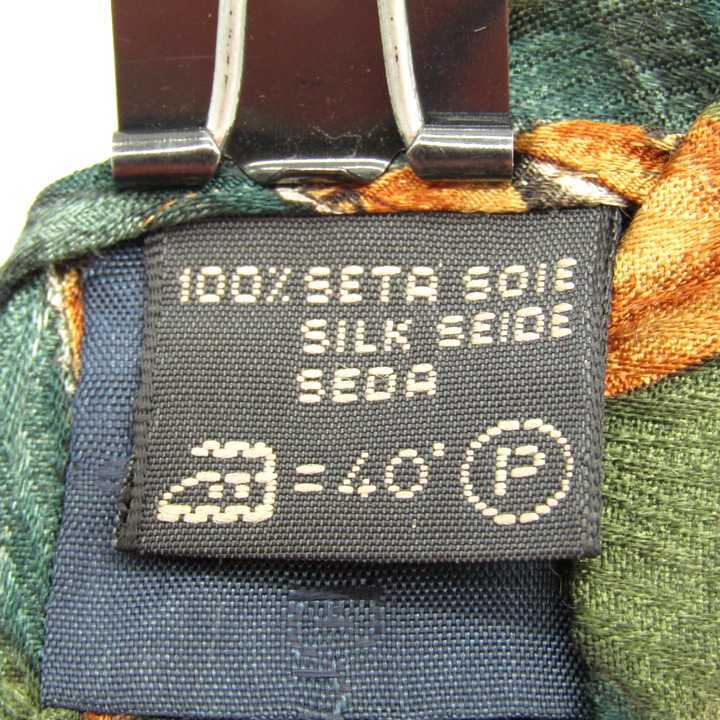 100% SETA SOIE
SILK SEIDE
SEDA
= 40° P